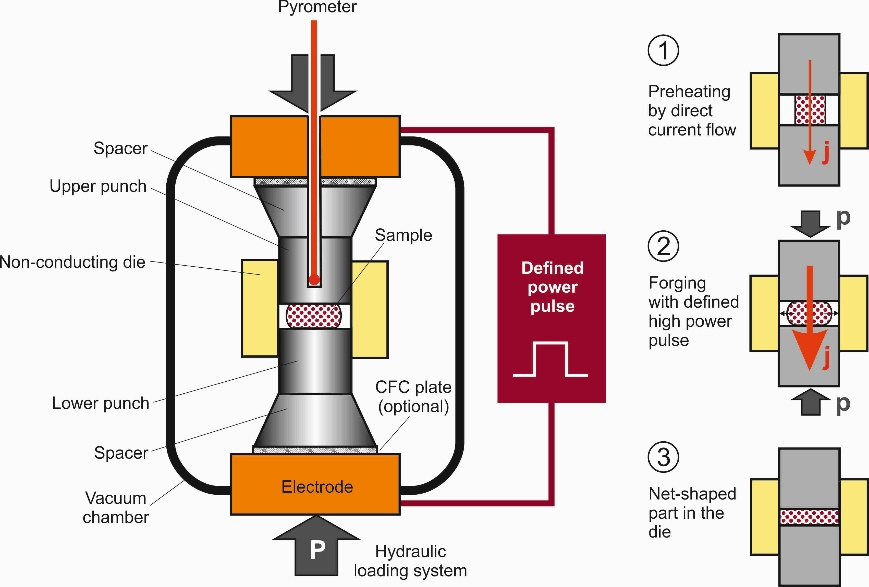 Pyrometer
Spacer
Upper punch
Sample
Non-conducting die
Defined
power
pulse
Lower punch
CFC plate
(optional)
Spacer
Electrode
Vacuum
chamber
P
Hydraulic
loading system
1
Preheating
by direct
current flow
j
p
2
Forging
with defined
high power
pulse
j
p
3
Net-shaped
part in the
die